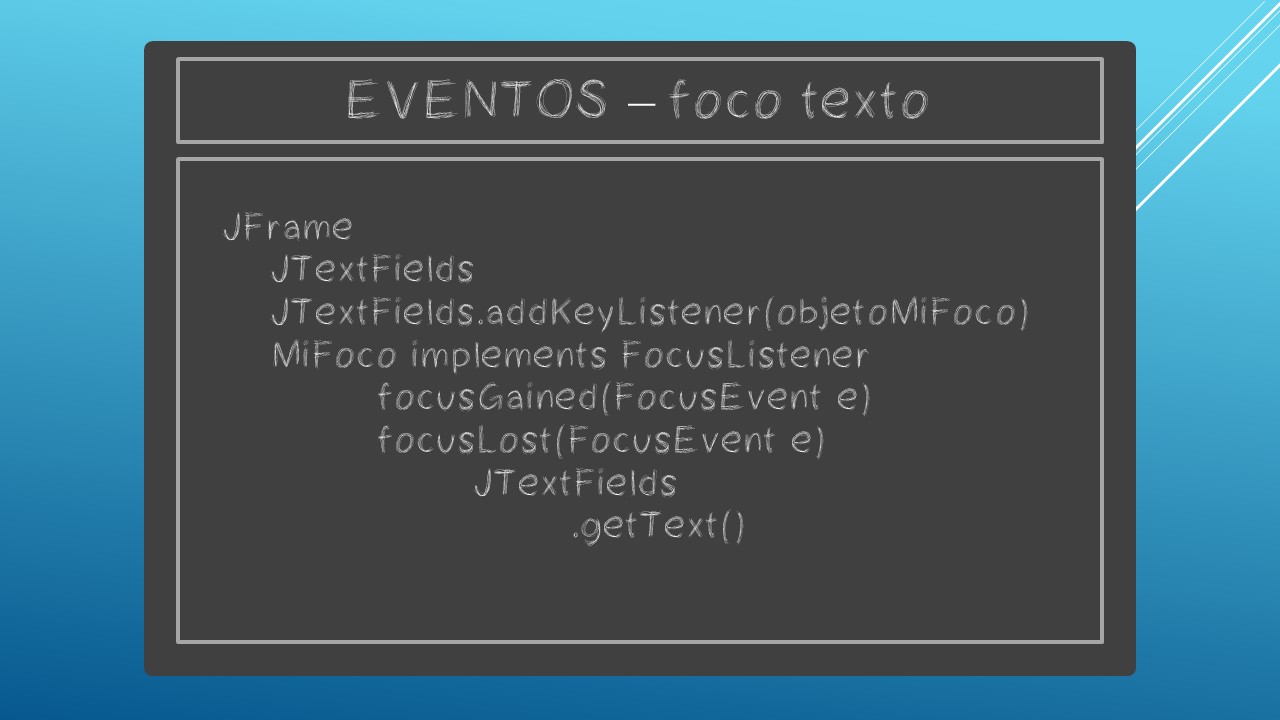 EVENTOS – foco texto
JFrame
JTextFields
JTextFields.addKeyListener(objetoMiFoco)
MiFoco implements FocusListener
focusGained(FocusEvent e)
focusLost(FocusEvent e)
JTextFields
.getText()